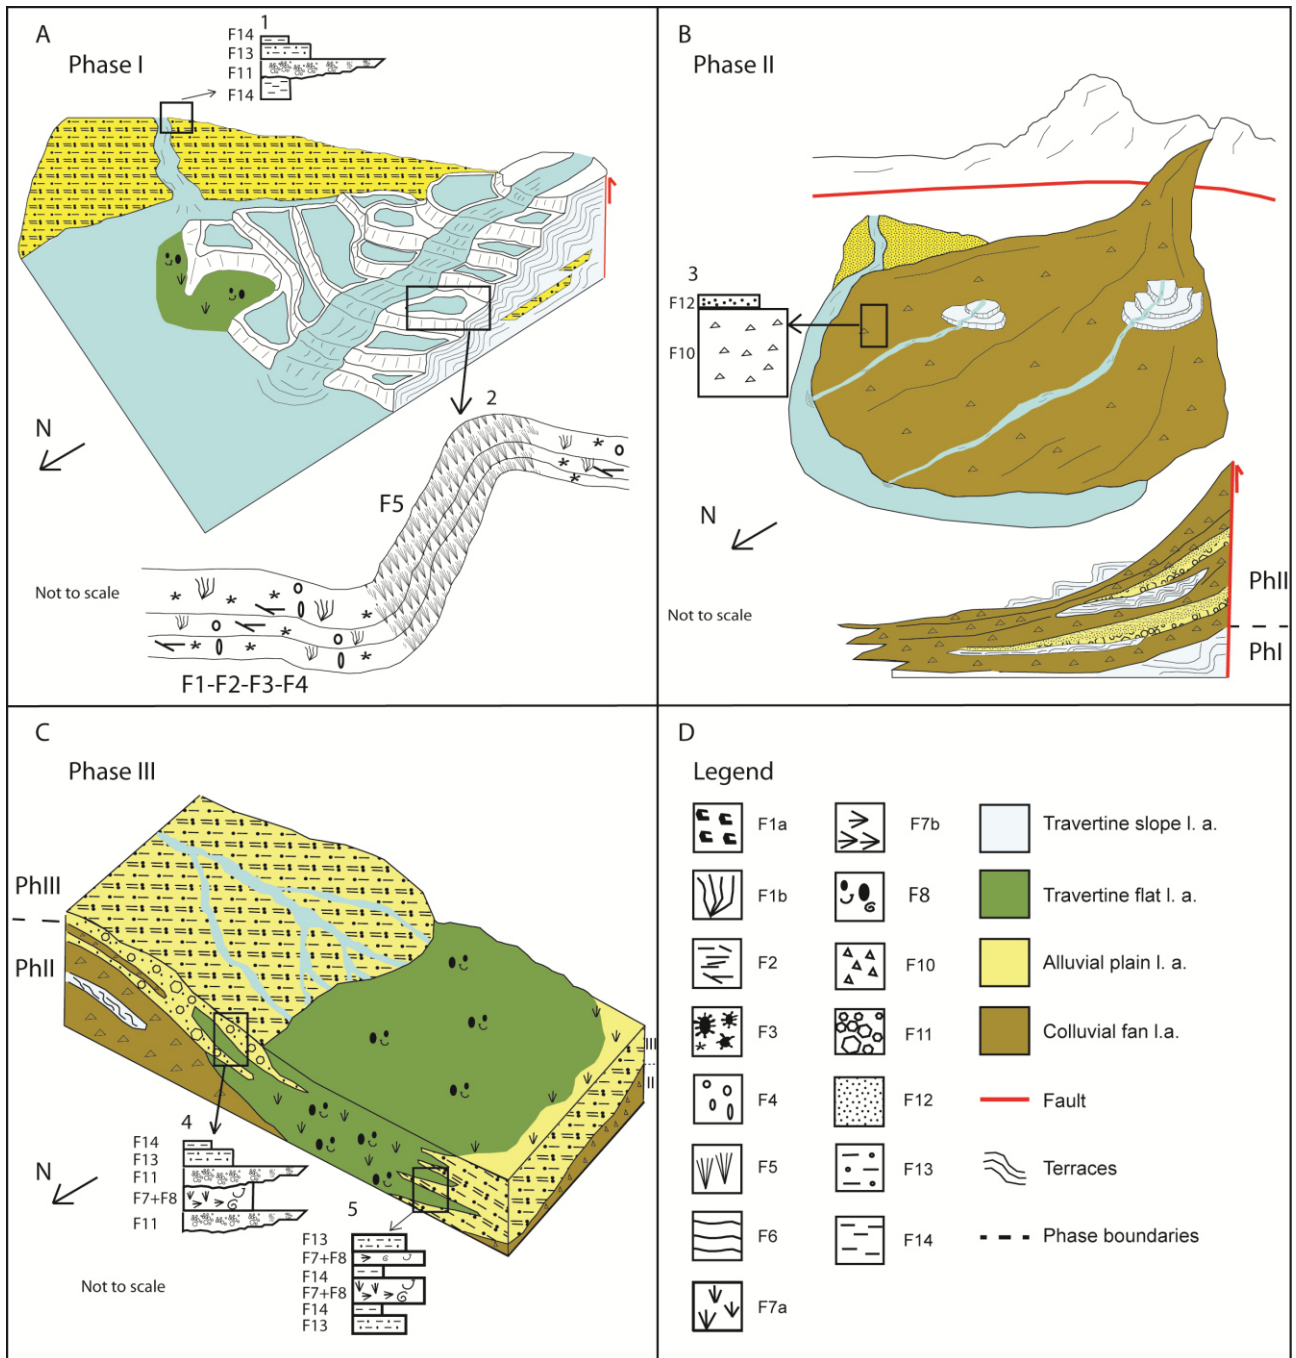 A
Phase I
1
F14
F13
F11
F14
N
2
F5
Not to scale
F1-F2-F3-F4
B
Phase II
3
F12
F10
N
Not to scale
PhII
PhI
C
Phase III
PhIII
PhII
III
II
4
N
F14
F13
F11
F7+F8
F11
5
F13
F7+F8
F14
F7+F8
F14
F13
Not to scale
D
Legend
F1a
F7b
Travertine slope l. a.
F1b
F8
Travertine flat l. a.
F2
F10
Alluvial plain l. a.
F3
F11
Colluvial fan l.a.
F4
F12
Fault
F5
F13
Terraces
F6
F14
Phase boundaries
F7a